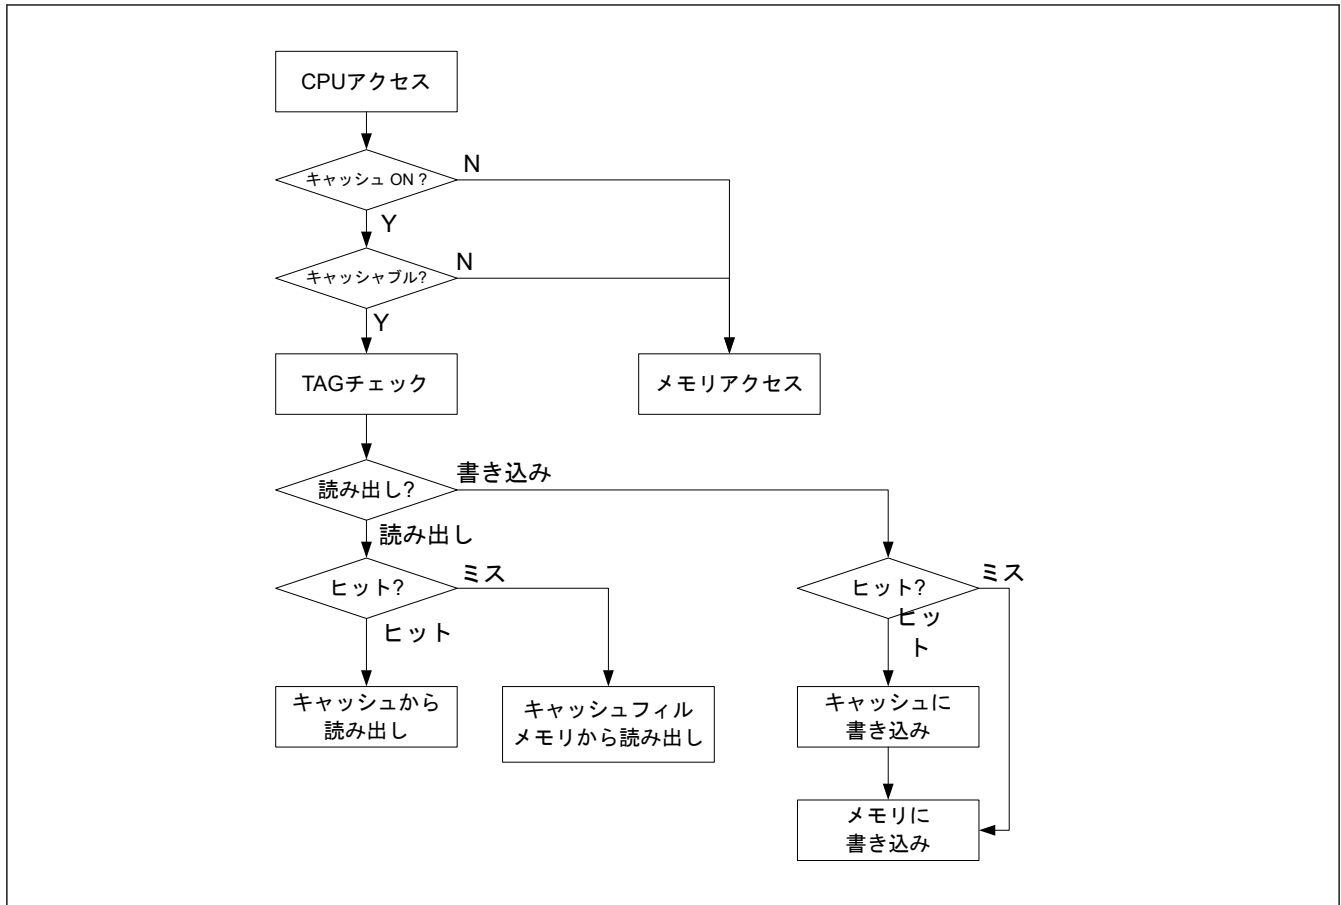 CPUアクセス
キャッシュ ON ?
N
Y
キャッシャブル?
N
Y
TAGチェック
メモリアクセス
読み出し?
書き込み
読み出し
ヒット?
ミス
ヒット
ヒット?
ミス
ヒッ
ト
キャッシュから
読み出し
キャッシュフィル
メモリから読み出し
キャッシュに
書き込み
メモリに
書き込み